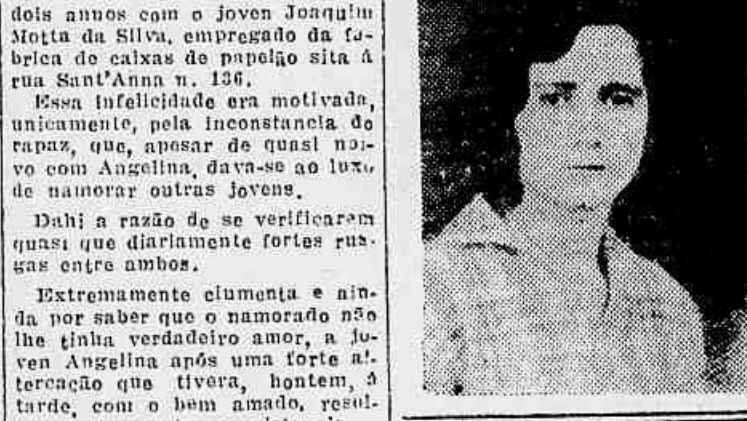 dois annos com o joven Joaquim
Motta da Silva, empregado da fa-
brica de caixas de papelão sita á
rua Sant'Anna n. 136.
Essa infelicidade era motivada,
unicamente, pela inconstancia do
rapaz, que, apesar de quasi noi-
vo com Angelina, dava-se ao luxo
de namorar outras jovens.
Dahi a razão de se verificarem
quasi que diariamente fortes rus-
gas entre ambos.
Extremamente ciumenta e ain-
da por saber que o namorado não
lhe tinha verdadeiro amor, a jo-
ven Angelina após uma forte al-
tercação que tivera, hontem, á
tarde, com o bem amado, resol-